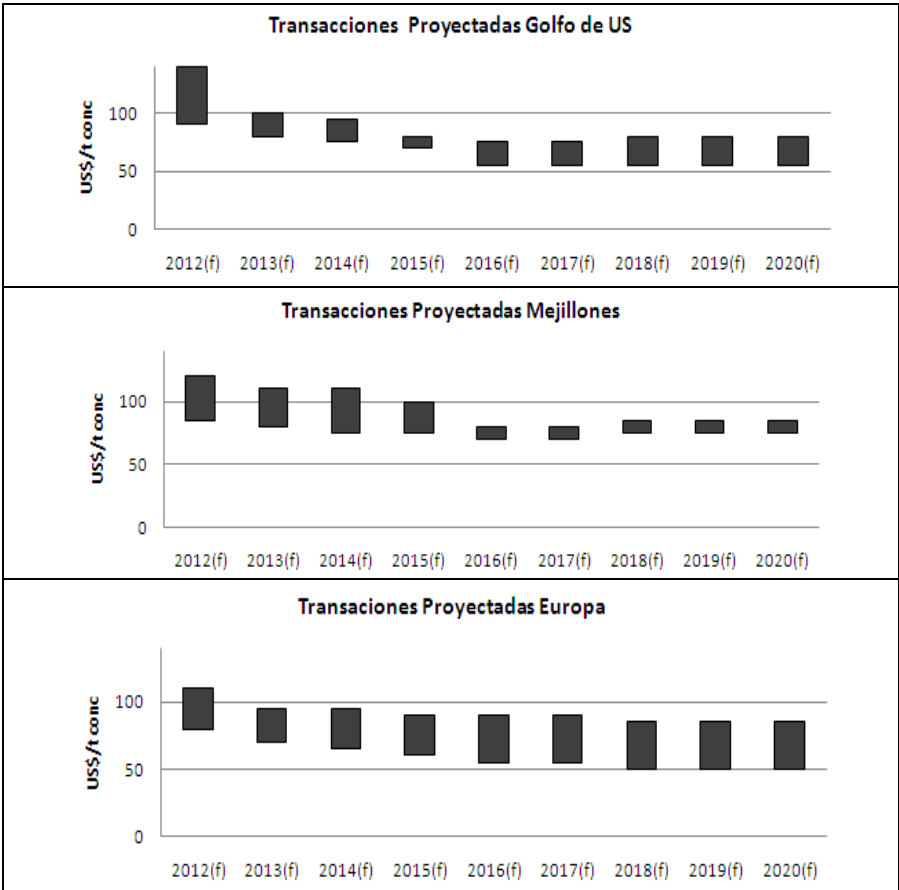 Transacciones Proyectadas Golfo de US
US$/t conc
100
50
0
2012(f) 2013(f) 2014(f) 2015(f) 2016(f) 2017(f) 2018(f) 2019(f) 2020(f)
Transacciones Proyectadas Mejillones
US$/t conc
100
50
0
2012(f) 2013(f) 2014(f) 2015(f) 2016(f) 2017(f) 2018(f) 2019(f) 2020(f)
Transaciones Proyectadas Europa
US$/t conc
100
50
0
2012(f) 2013(f) 2014(f) 2015(f) 2016(f) 2017(f) 2018(f) 2019(f) 2020(f)